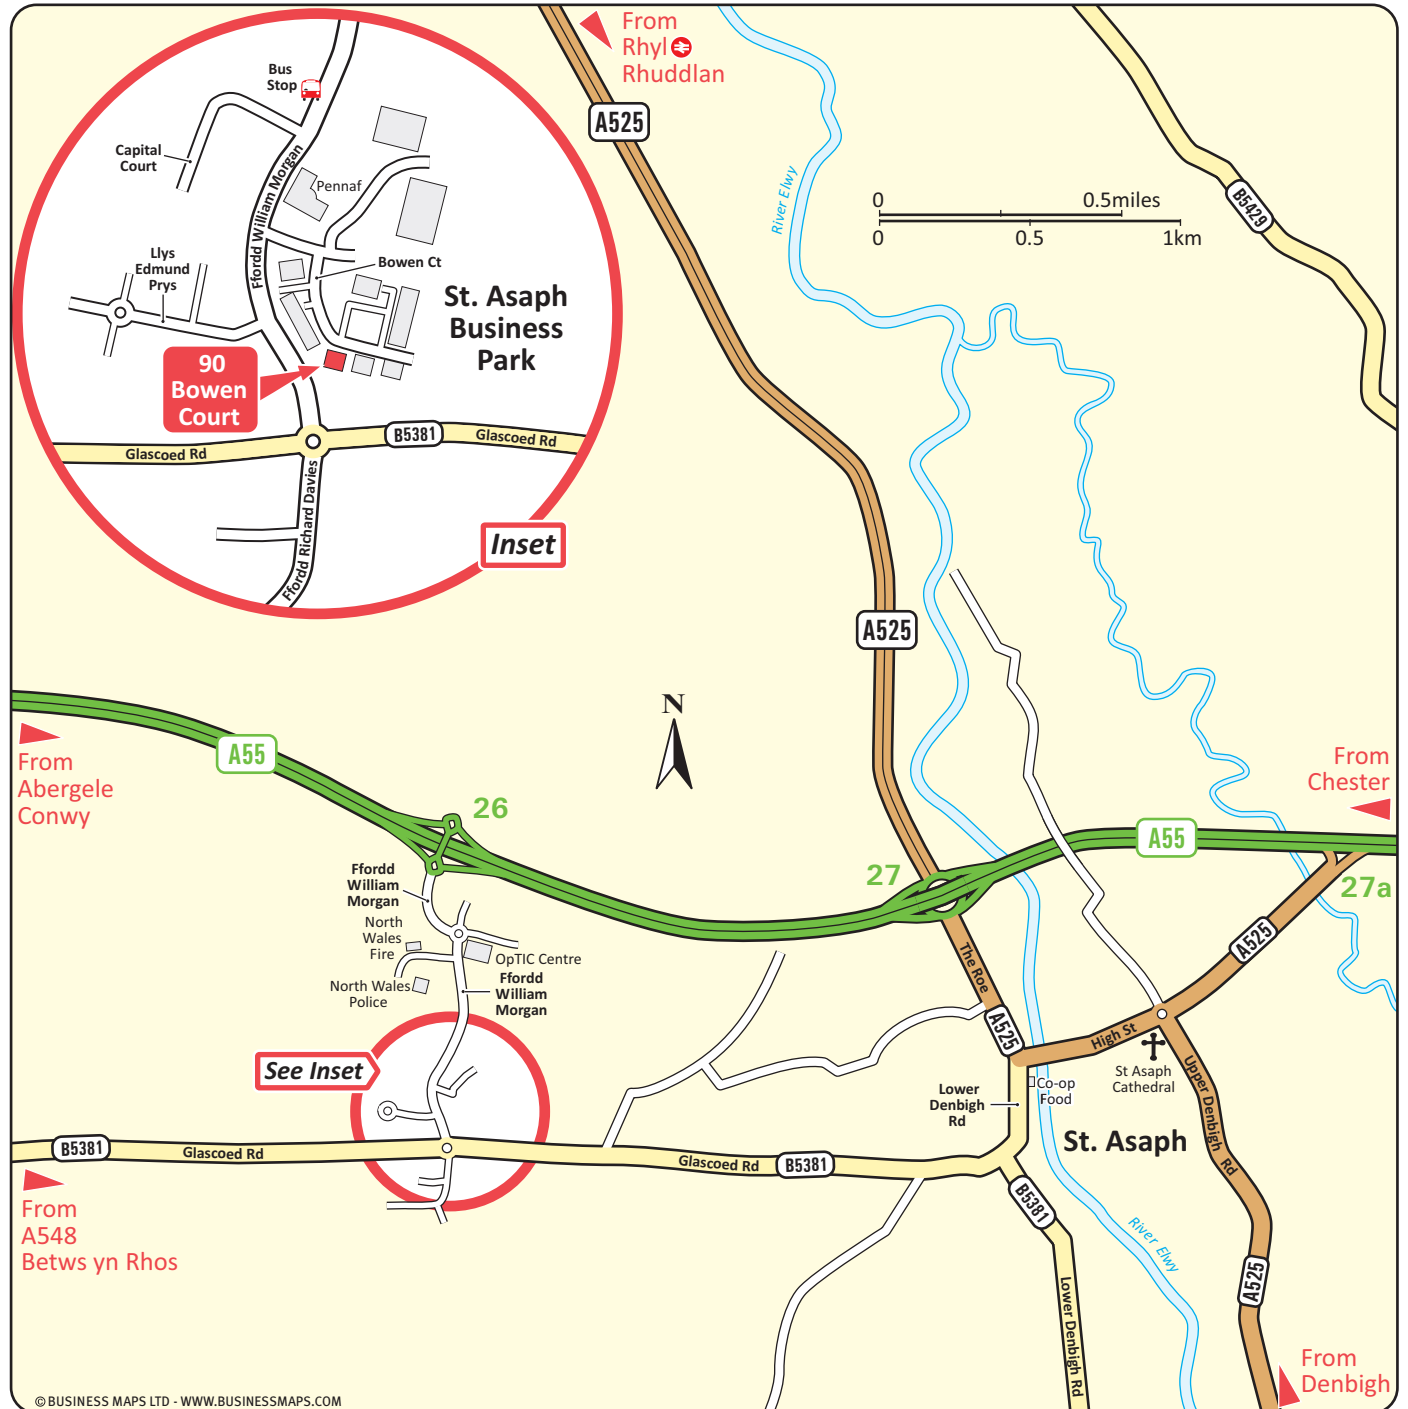 From
Rhyl
Rhuddlan
A525
Bus
Stop
Capital
Court
Ffordd William Morgan
Pennaf
Llys
Edmund
Prys
Bowen Ct
St. Asaph
Business
Park
90
Bowen
Court
Glascoed Rd
B5381
Glascoed Rd
Ffordd Richard Davies
Inset
River Elwy
0
0.5miles
0
0.5
1km
B5429
A525
N
A55
From
Abergele
Conwy
26
From
Chester
A55
27
27a
Ffordd
William
Morgan
North
Wales
Fire
OpTIC Centre
North Wales
Police
Ffordd
William
Morgan
The Roe
A525
A525
High St
St Asaph
Cathedral
Upper Denbigh Rd
See Inset
Co-op
Food
Lower
Denbigh
Rd
St. Asaph
B5381
Glascoed Rd
Glascoed Rd
B5381
From
A548
Betws yn Rhos
B5381
River Elwy
Lower Denbigh Rd
A525
From
Denbigh
© BUSINESS MAPS LTD - WWW.BUSINESSMAPS.COM